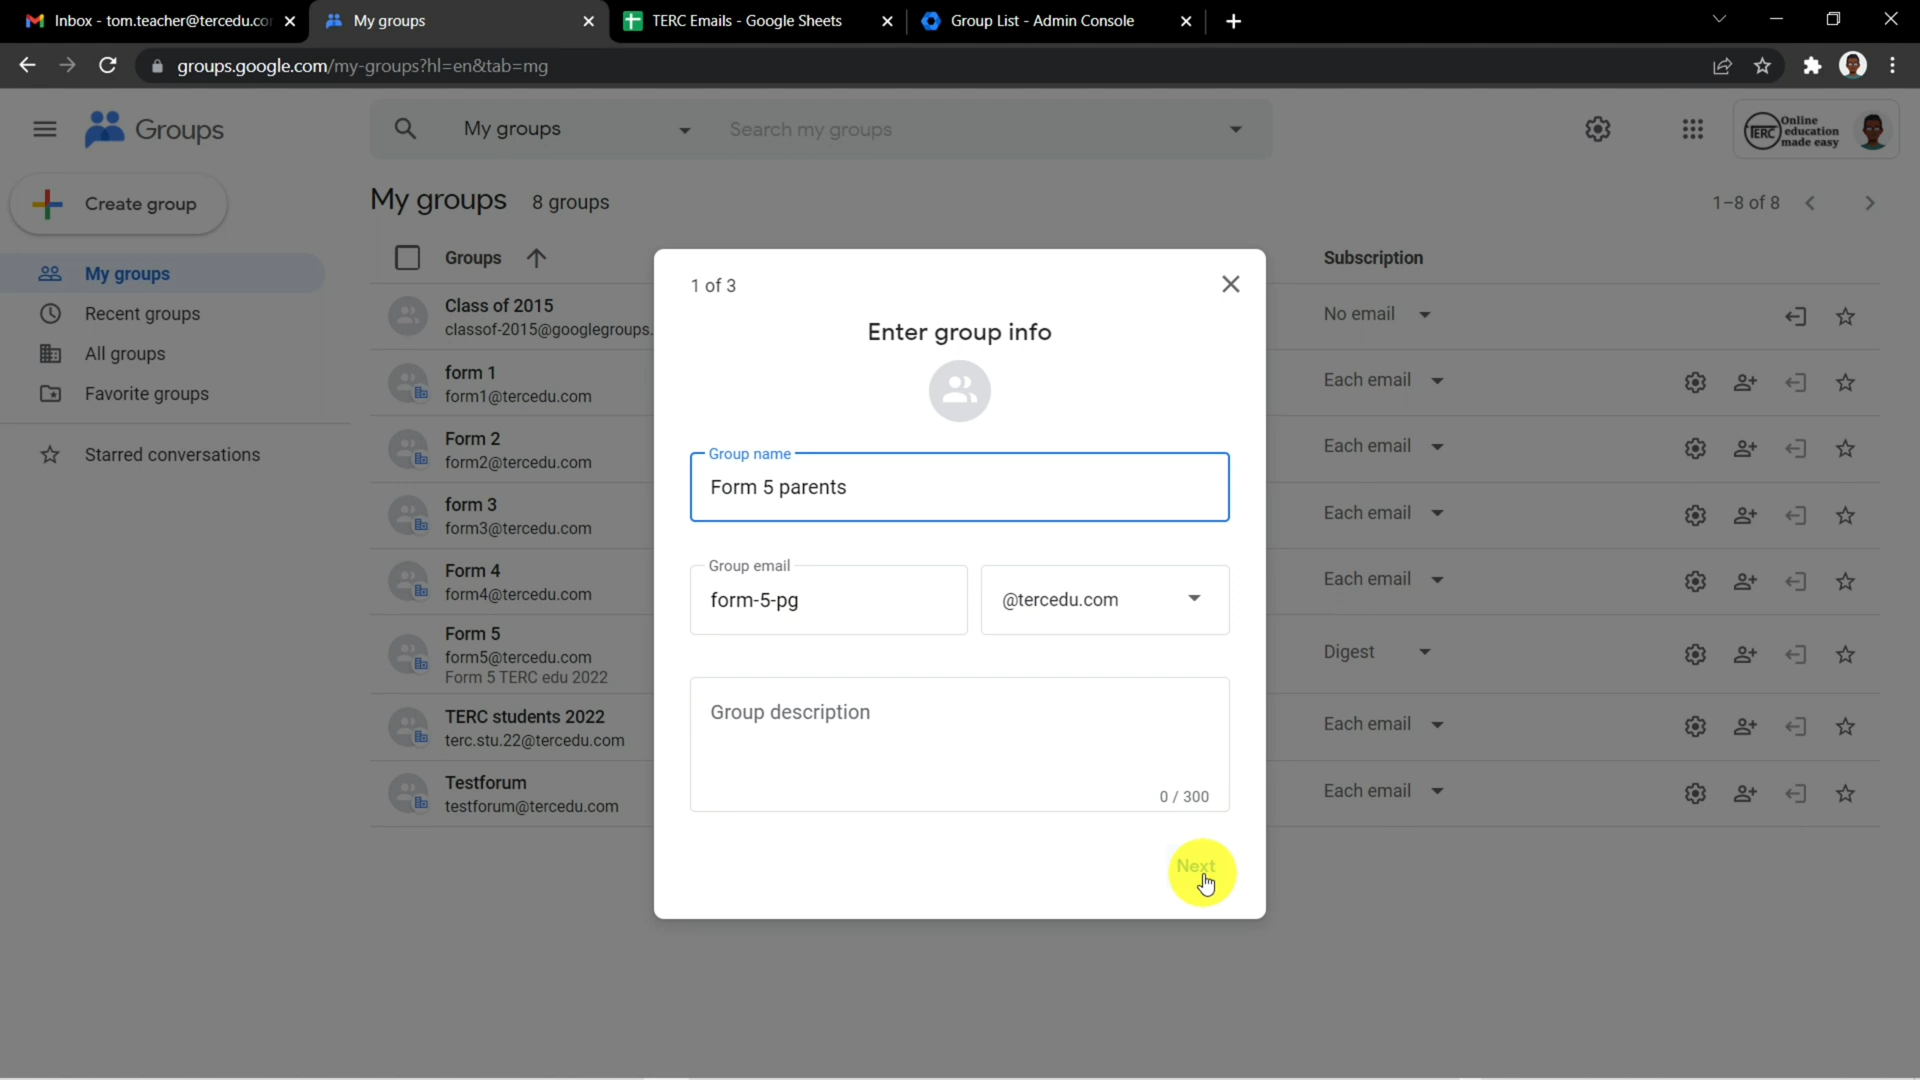 Inbox - tom.teacher@tercedu.co
My groups
TERC Emails - Google Sheets
Group List - Admin Console
groups.google.com/my-groups?hl=en&tab=mg
Groups
My groups
Search my groups
TERC
Online
education
made easy
Create group
My groups
8 groups
1–8 of 8
Groups
Subscription
My groups
Recent groups
All groups
Favorite groups
Starred conversations
Class of 2015
classof-2015@googlegroups.
No email
form 1
form1@tercedu.com
Each email
Form 2
form2@tercedu.com
Each email
form 3
form3@tercedu.com
Each email
Form 4
form4@tercedu.com
Each email
Form 5
form5@tercedu.com
Form 5 TERC edu 2022
Digest
TERC students 2022
terc.stu.22@tercedu.com
Each email
Testforum
testforum@tercedu.com
Each email
1 of 3
Enter group info
Group name
Form 5 parents
Group email
form-5-pg
@tercedu.com
Group description
0 / 300
Next